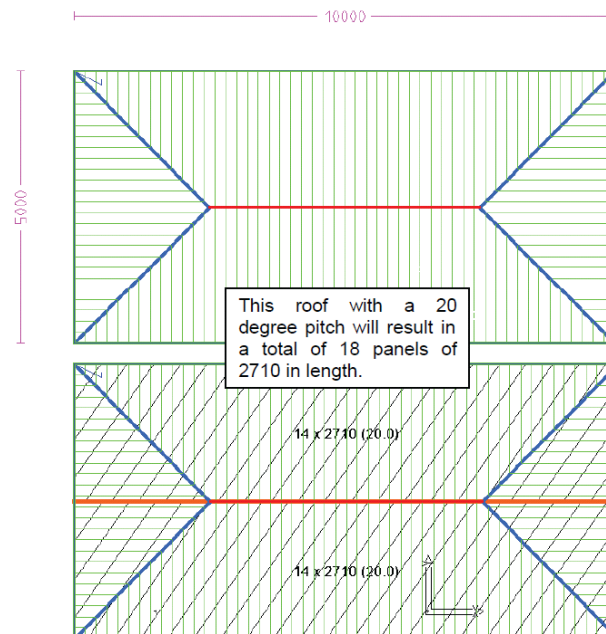 10000
5000
This roof with a 20
degree pitch will result in
a total of 18 panels of
2710 in length.
14 x 2710 (20.0)
14 x 2710 (20.0)